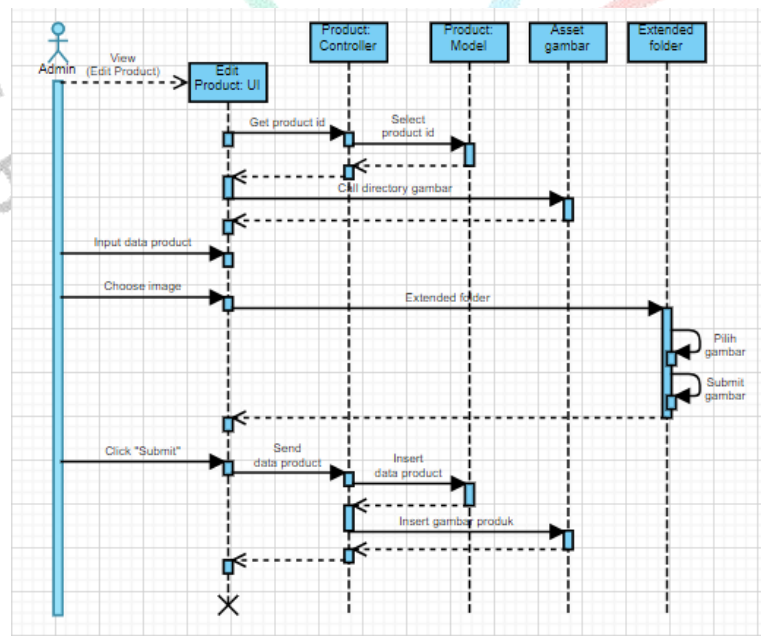 Product:
Controller
Product:
Model
Asset
gambar
Extended
folder
Admin
View
(Edit Product)
Edit
Product: UI
Get product id
Select
product id
Call directory gambar
Input data product
Choose image
Extended folder
Pilih
gambar
Submit
gambar
Click "Submit"
Send
data product
Insert
data product
Insert gambar produk